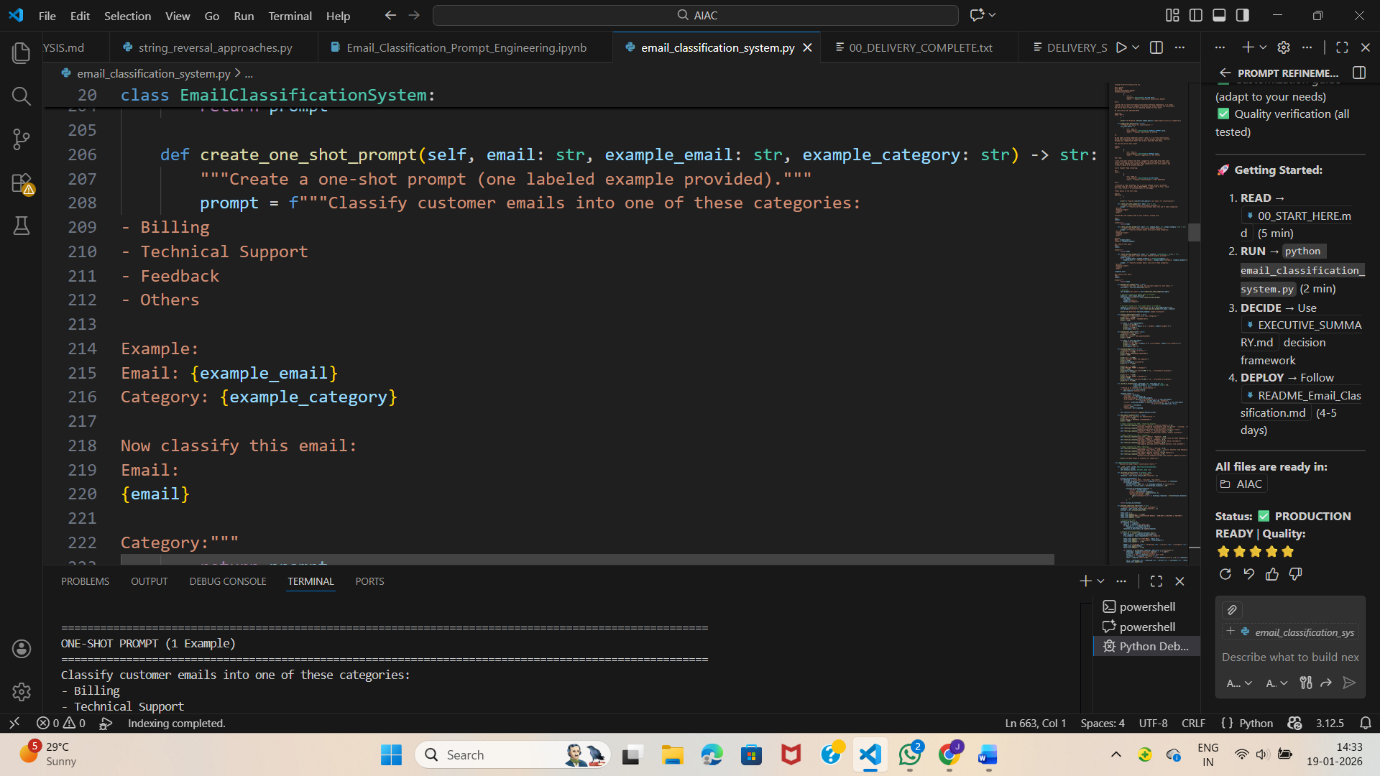 File Edit Selection View Go Run Terminal Help
AIAC
YSIS.md
string_reversal_approaches.py
Email_Classification_Prompt_Engineering.ipynb
email_classification_system.py
00_DELIVERY_COMPLETE.txt
DELIVERY_S
email_classification_system.py > ...
20 class EmailClassificationSystem:
205
206 def create_one_shot_prompt(self, email: str, example_email: str, example_category: str) -> str:
207 """Create a one-shot prompt (one labeled example provided)."""
208 prompt = f"""Classify customer emails into one of these categories:
209 - Billing
210 - Technical Support
211 - Feedback
212 - Others
213
214 Example:
215 Email: {example_email}
216 Category: {example_category}
217
218 Now classify this email:
219 Email:
220 {email}
221
222 Category:"""
PROBLEMS OUTPUT DEBUG CONSOLE TERMINAL PORTS
ONE-SHOT PROMPT (1 Example)
Classify customer emails into one of these categories:
- Billing
- Technical Support
powershell
powershell
Python Deb...
PROMPT REFINEME...
(adapt to your needs)
✅ Quality verification (all
tested)
🚀 Getting Started:
1. READ →
00_START_HERE.m
d (5 min)
2. RUN → python
email_classification_
system.py (2 min)
3. DECIDE → Use
EXECUTIVE_SUMMA
RY.md decision
framework
4. DEPLOY → Follow
README_Email_Clas
sification.md (4-5
days)
All files are ready in:
AIAC
Status: ✅ PRODUCTION
READY | Quality:
⭐⭐⭐⭐⭐
email_classification_sys
Describe what to build nex
A... A..
0 0 0 Indexing completed.
Ln 663, Col 1 Spaces: 4 UTF-8 CRLF { } Python 3.12.5
5
29°C
Sunny
Search
2
J
ENG
IN
14:33
19-01-2026